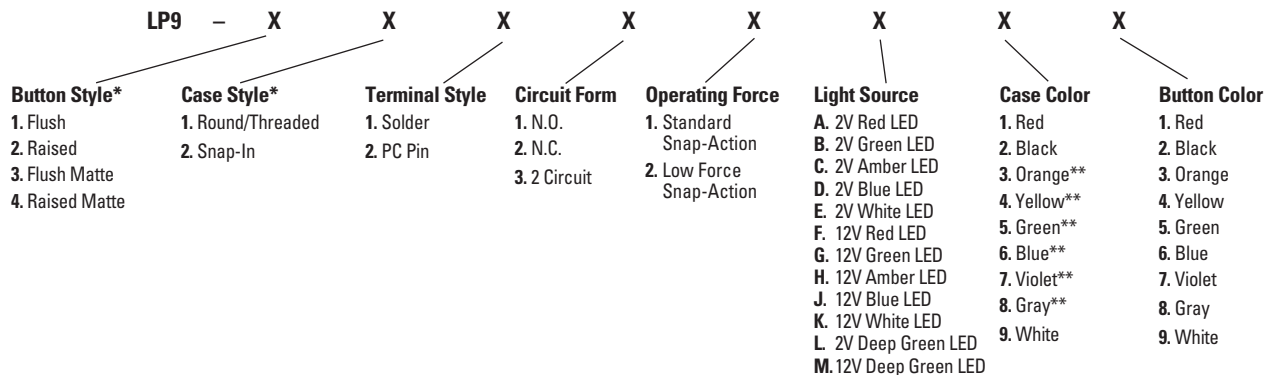 LP9 – X X X X X X X X
Button Style*
1. Flush
2. Raised
3. Flush Matte
4. Raised Matte
Case Style*
1. Round/Threaded
2. Snap-In
Terminal Style
1. Solder
2. PC Pin
Circuit Form
1. N.O.
2. N.C.
3. 2 Circuit
Operating Force
1. Standard
Snap-Action
2. Low Force
Snap-Action
Light Source
A. 2V Red LED
B. 2V Green LED
C. 2V Amber LED
D. 2V Blue LED
E. 2V White LED
F. 12V Red LED
G. 12V Green LED
H. 12V Amber LED
J. 12V Blue LED
K. 12V White LED
L. 2V Deep Green LED
M. 12V Deep Green LED
Case Color
1. Red
2. Black
3. Orange**
4. Yellow**
5. Green**
6. Blue**
7. Violet**
8. Gray**
9. White
Button Color
1. Red
2. Black
3. Orange
4. Yellow
5. Green
6. Blue
7. Violet
8. Gray
9. White